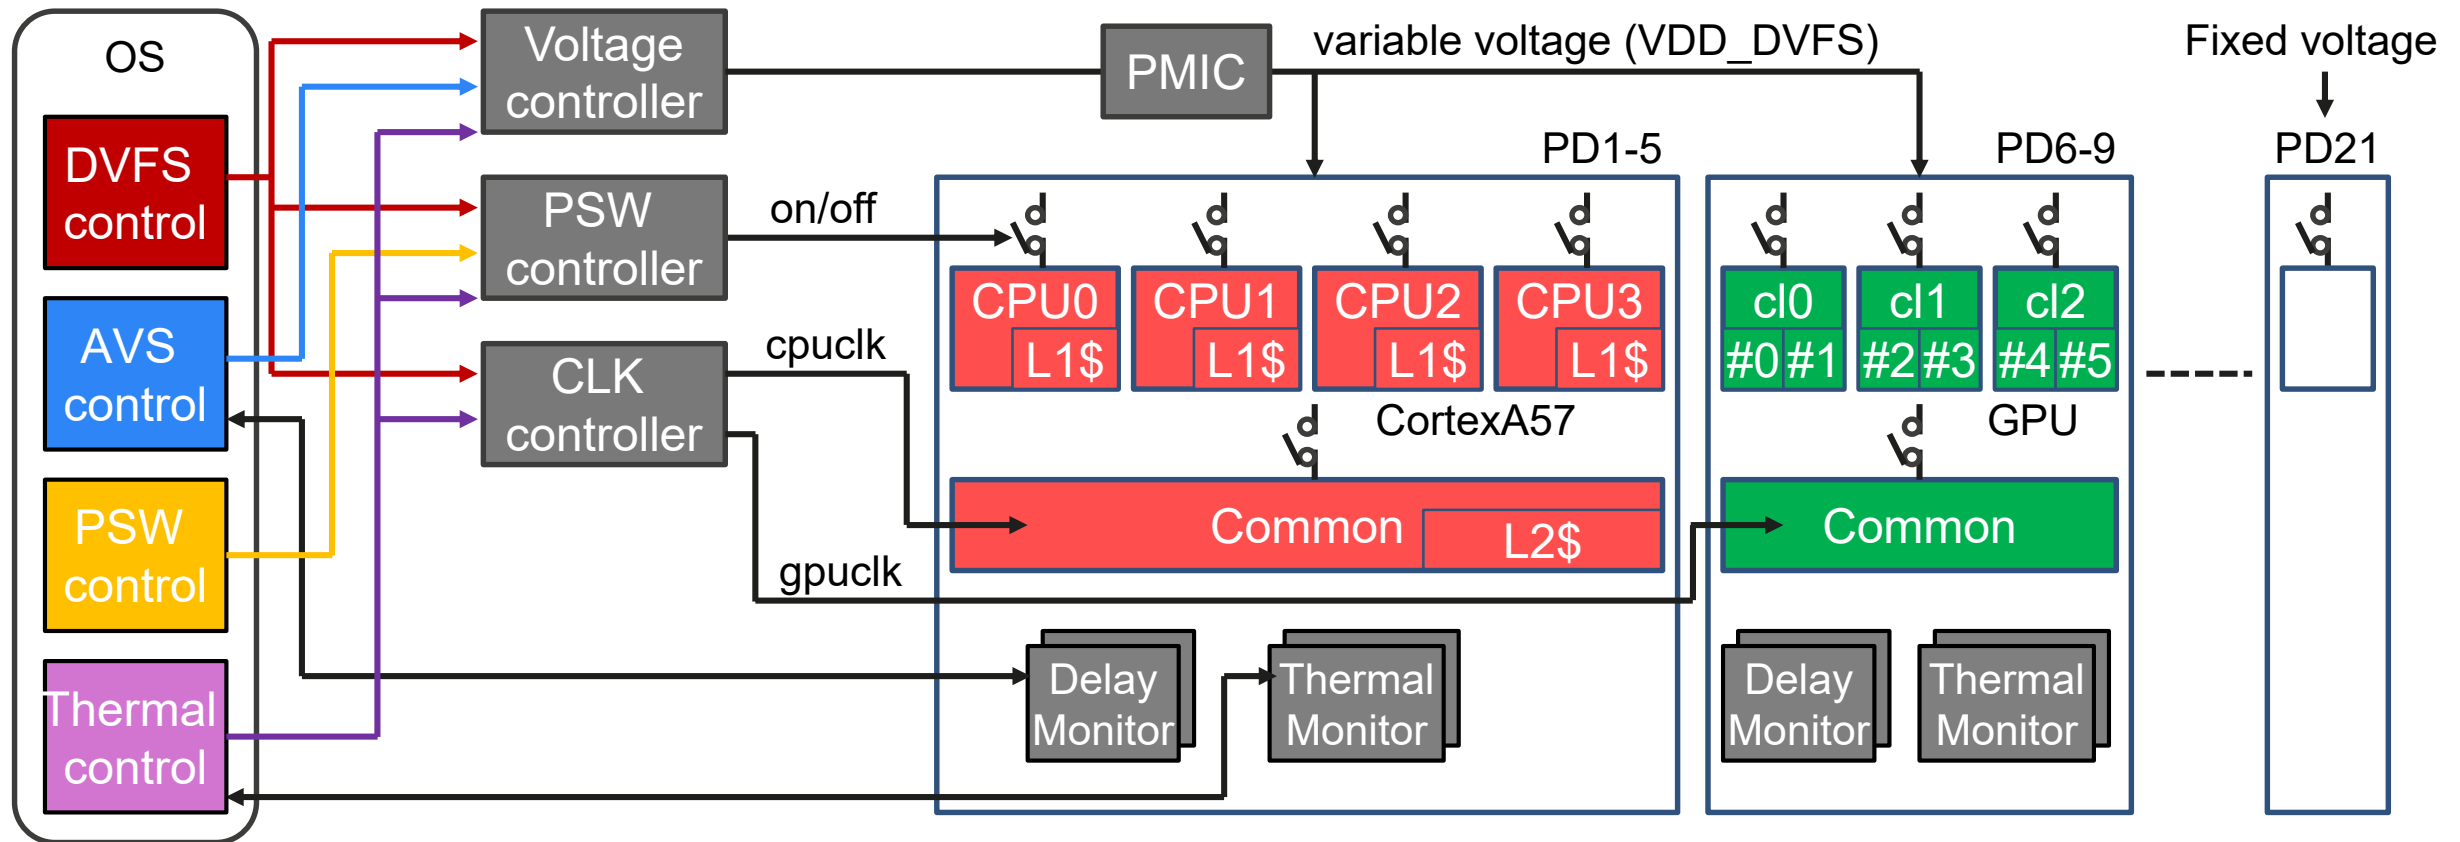 OS
DVFS
control
AVS
control
PSW
control
Thermal
control
Voltage
controller
PSW
controller
CLK
controller
on/off
cpuclk
gpuclk
PMIC
variable voltage (VDD_DVFS)
Fixed voltage
PD1-5
PD6-9
PD21
CPU0
L1$
CPU1
L1$
CPU2
L1$
CPU3
L1$
CortexA57
Common
L2$
Delay
Monitor
Thermal
Monitor
cl0
#0 #1
cl1
#2 #3
cl2
#4 #5
GPU
Common
Delay
Monitor
Thermal
Monitor